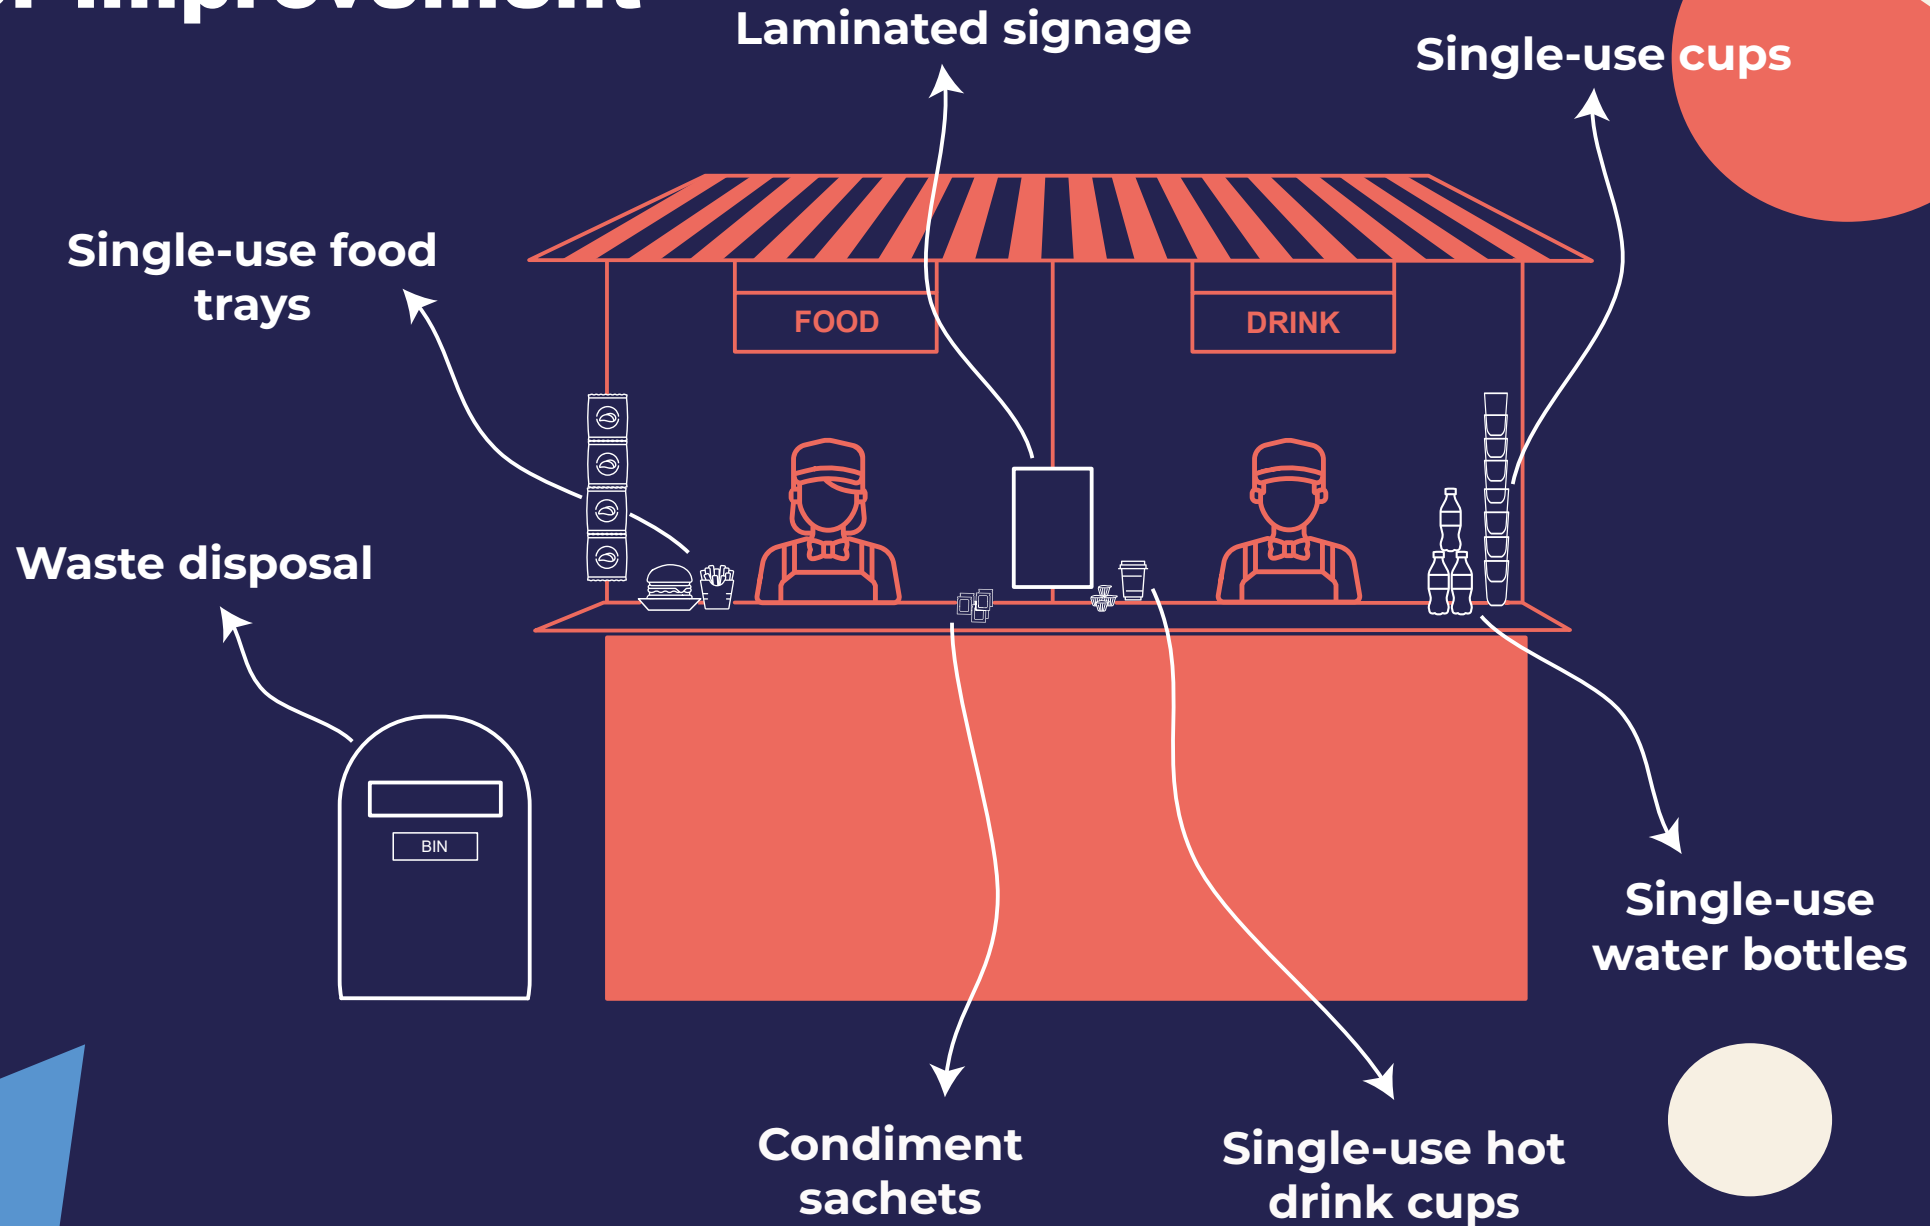 improvement
Laminated signage
Single-use cups
Single-use food
trays
FOOD
DRINK
Waste disposal
BIN
Single-use
water bottles
Condiment
sachets
Single-use hot
drink cups